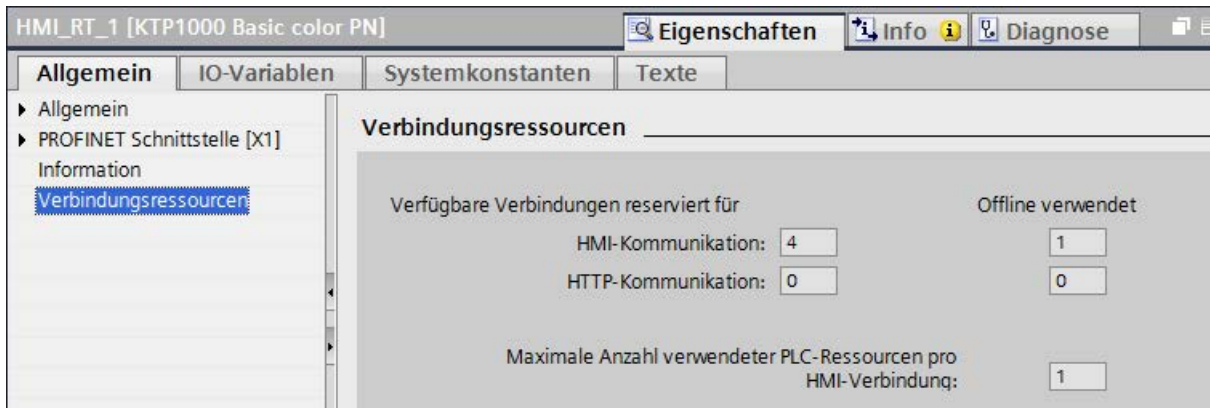 HMI_RT_1 [KTP1000 Basic color PN]
Eigenschaften
Info
Diagnose
Allgemein
IO-Variablen
Systemkonstanten
Texte
Allgemein
PROFINET Schnittstelle [X1]
Information
Verbindungsressourcen
Verbindungsressourcen
Verfügbare Verbindungen reserviert für
Offline verwendet
HMI-Kommunikation: 4 1
HTTP-Kommunikation: 0 0
Maximale Anzahl verwendeter PLC-Ressourcen pro
HMI-Verbindung: 1